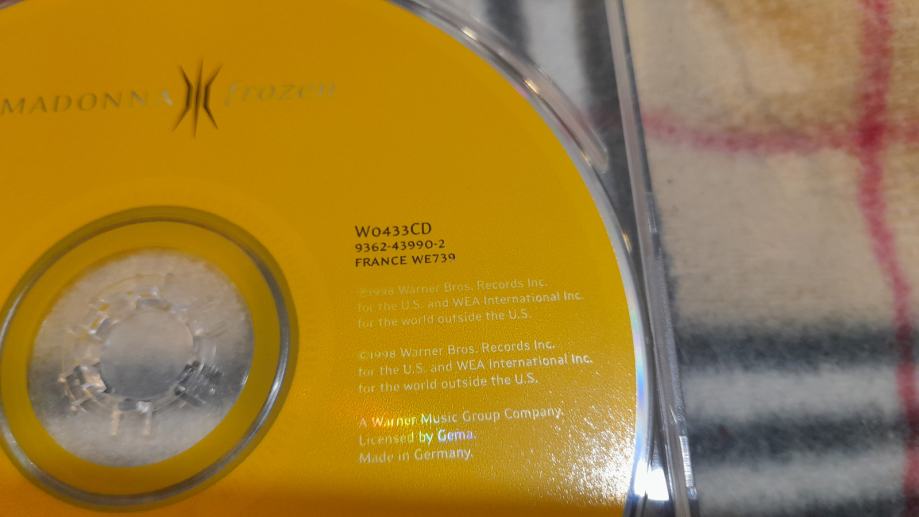 MADONNA frozen
W0433CD
9362-43990-2
FRANCE WE739
℗1998 Warner Bros. Records Inc.
for the U.S. and WEA International Inc.
for the world outside the U.S.
©1998 Warner Bros. Records Inc.
for the U.S. and WEA International Inc.
for the world outside the U.S.
A Warner Music Group Company.
Licensed by Gema.
Made in Germany.